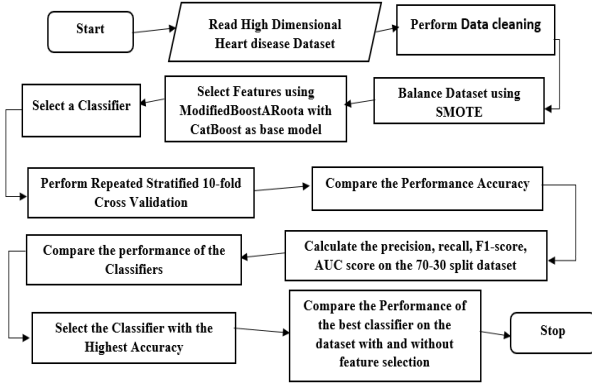 Start
Read High Dimensional
Heart disease Dataset
Perform Data cleaning
Balance Dataset using
SMOTE
Select Features using
ModifiedBoostARoota with
CatBoost as base model
Select a Classifier
Perform Repeated Stratified 10-fold
Cross Validation
Compare the Performance Accuracy
Calculate the precision, recall, F1-score,
AUC score on the 70-30 split dataset
Compare the performance of the
Classifiers
Select the Classifier with the
Highest Accuracy
Compare the Performance of
the best classifier on the
dataset with and without
feature selection
Stop